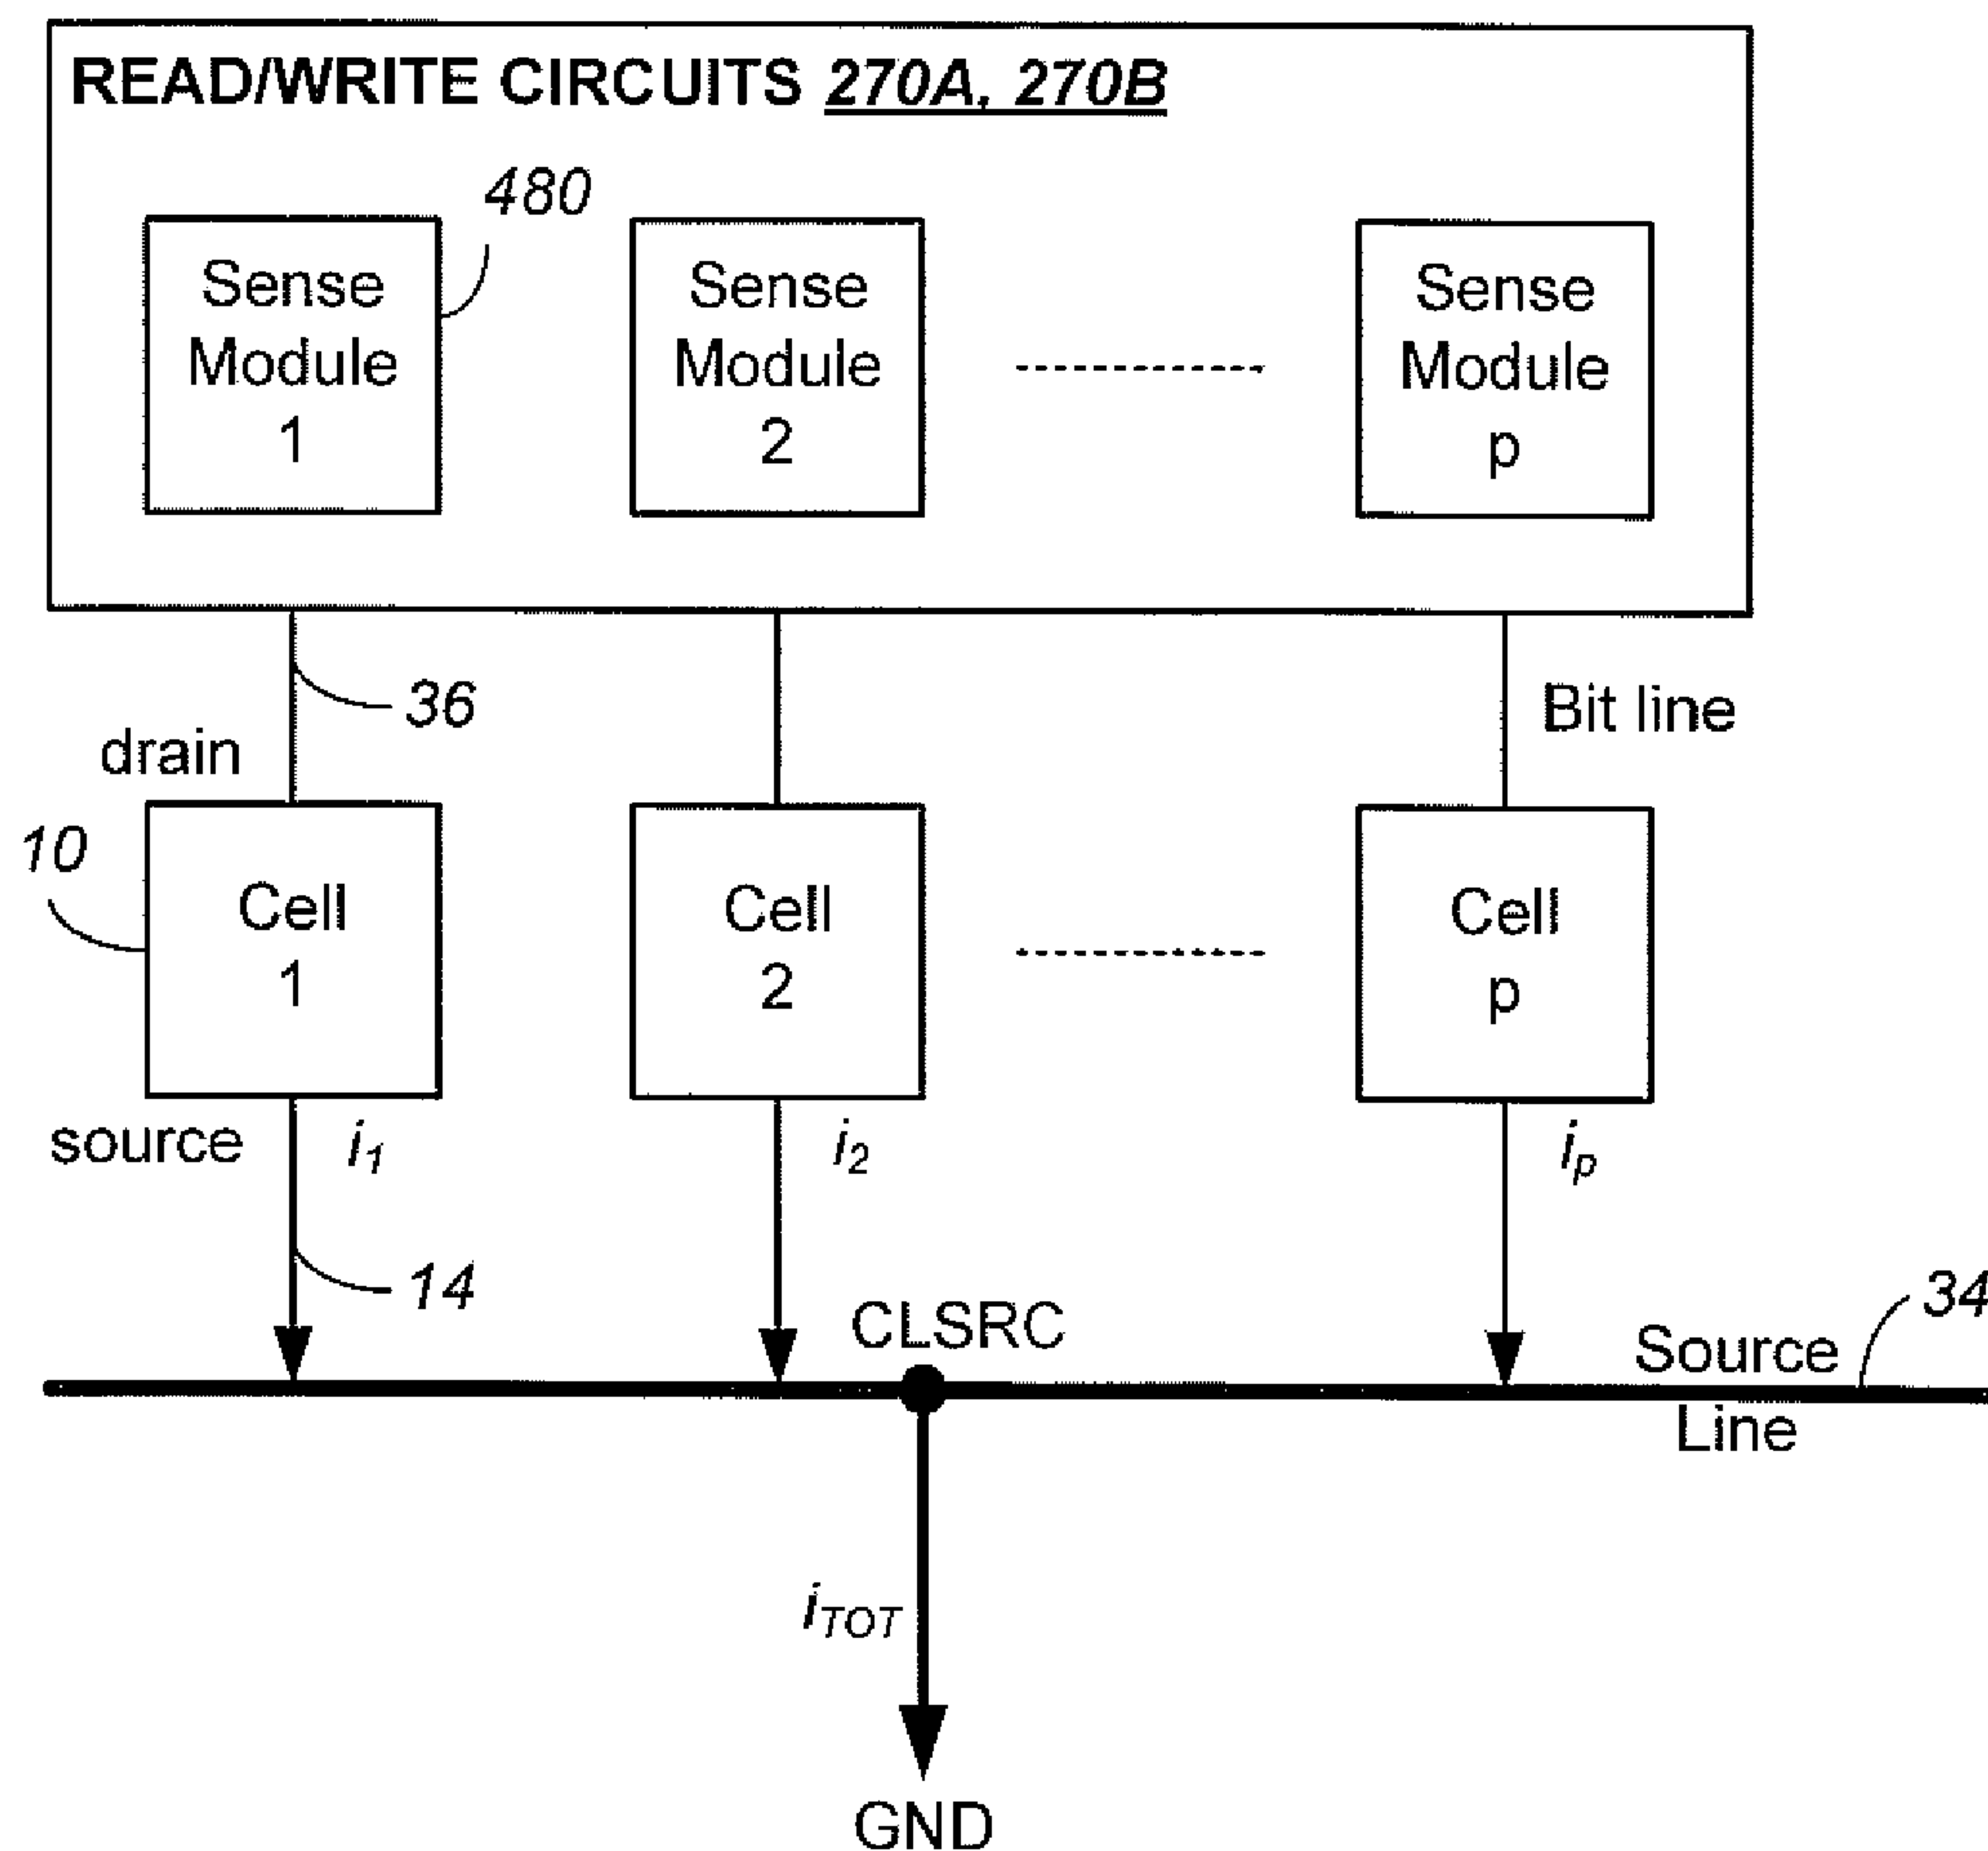 READ/WRITE CIRCUITS 270A, 270B
480
Sense
Module
1
Sense
Module
2
Sense
Module
p
36
drain
Bit line
10
Cell
1
Cell
2
Cell
p
source
i1
i2
ip
14
CLSRC
34
Source
Line
iTOT
GND